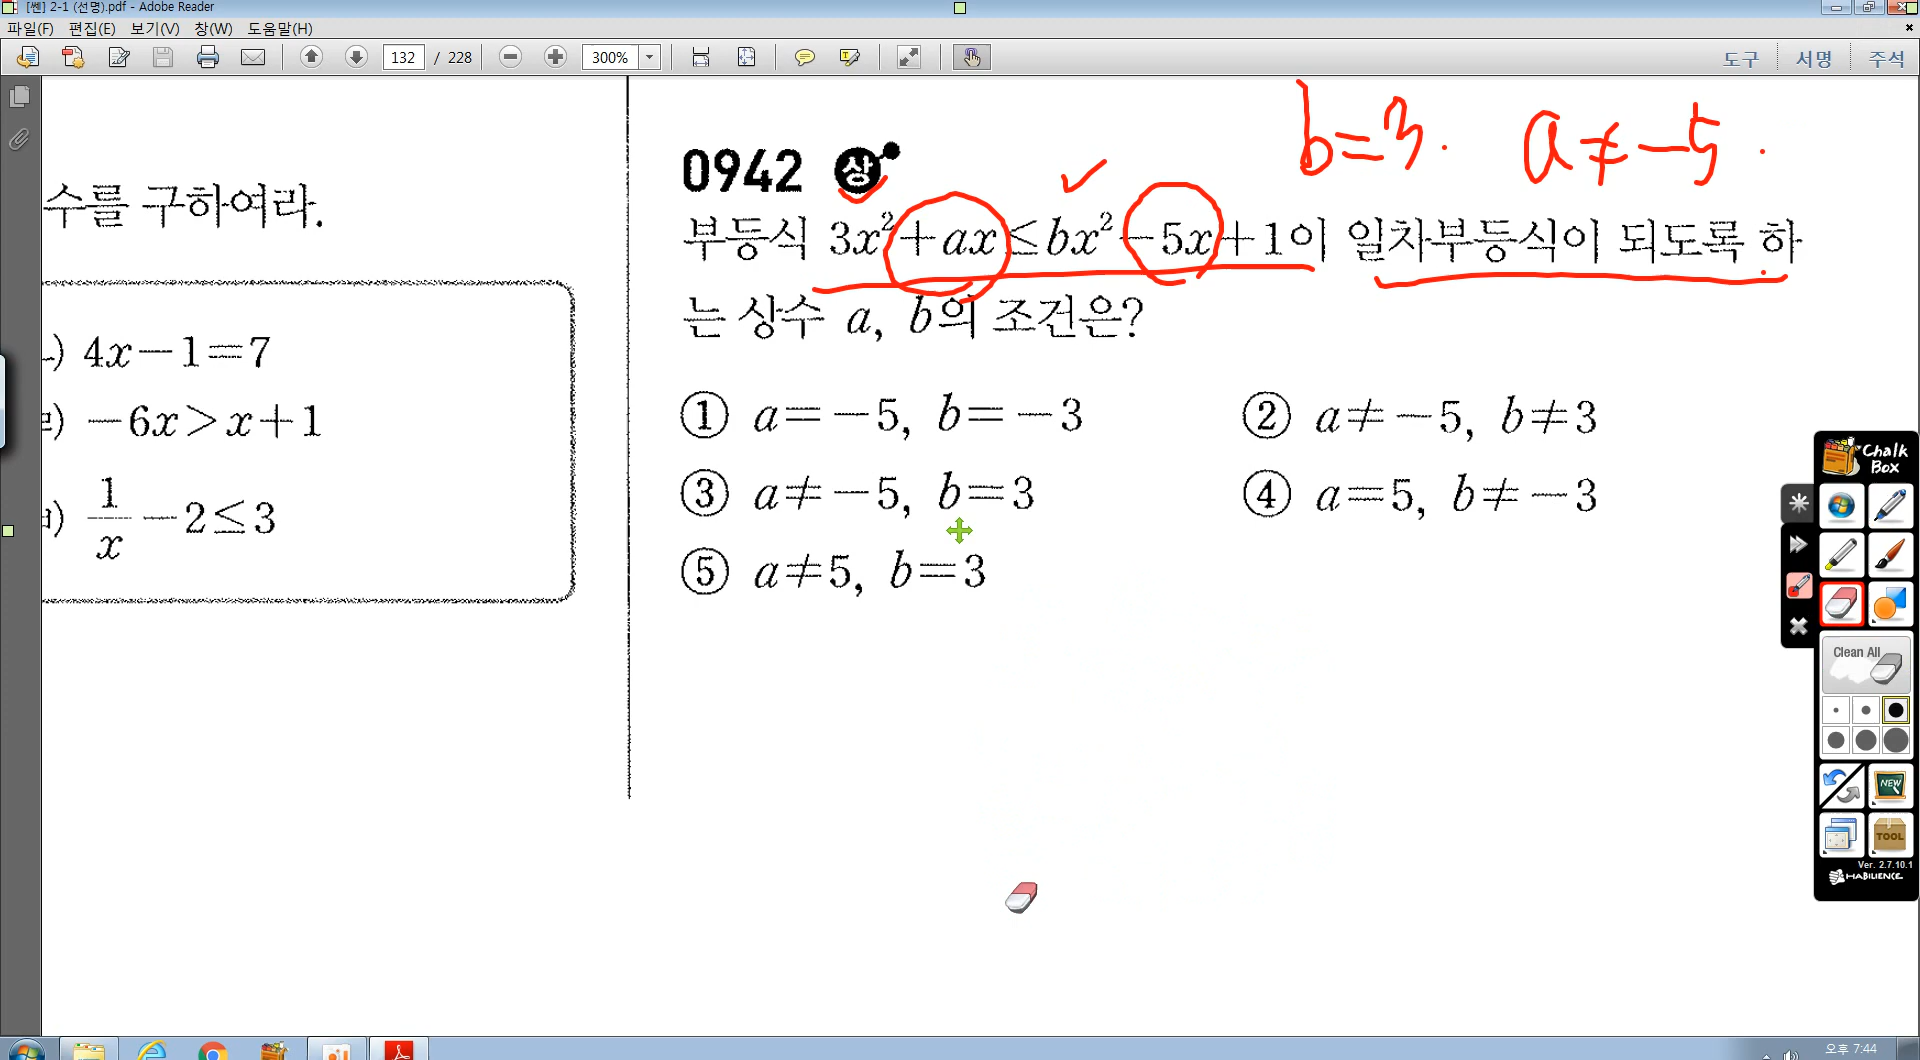 [쎈] 2-1 (선명).pdf - Adobe Reader
파일(F) 편집(E) 보기(V) 창(W) 도움말(H)
132 / 228 300% 도구 서명 주석
b=3. a≠-5.
수를 구하여라.
4x-1=7
-6x>x+1
1/x-2≤3
0942 상
부등식 3x²+ax≤bx²-5x+1이 일차부등식이 되도록 하
는 상수 a, b의 조건은?
① a=-5, b=-3 ② a≠-5, b≠3
③ a≠-5, b=3 ④ a=5, b≠-3
⑤ a≠5, b=3
Chalk
Box
Clean All
NEW
TOOL
Ver. 2.7.10.1
HABILIENCE
오후 7:44